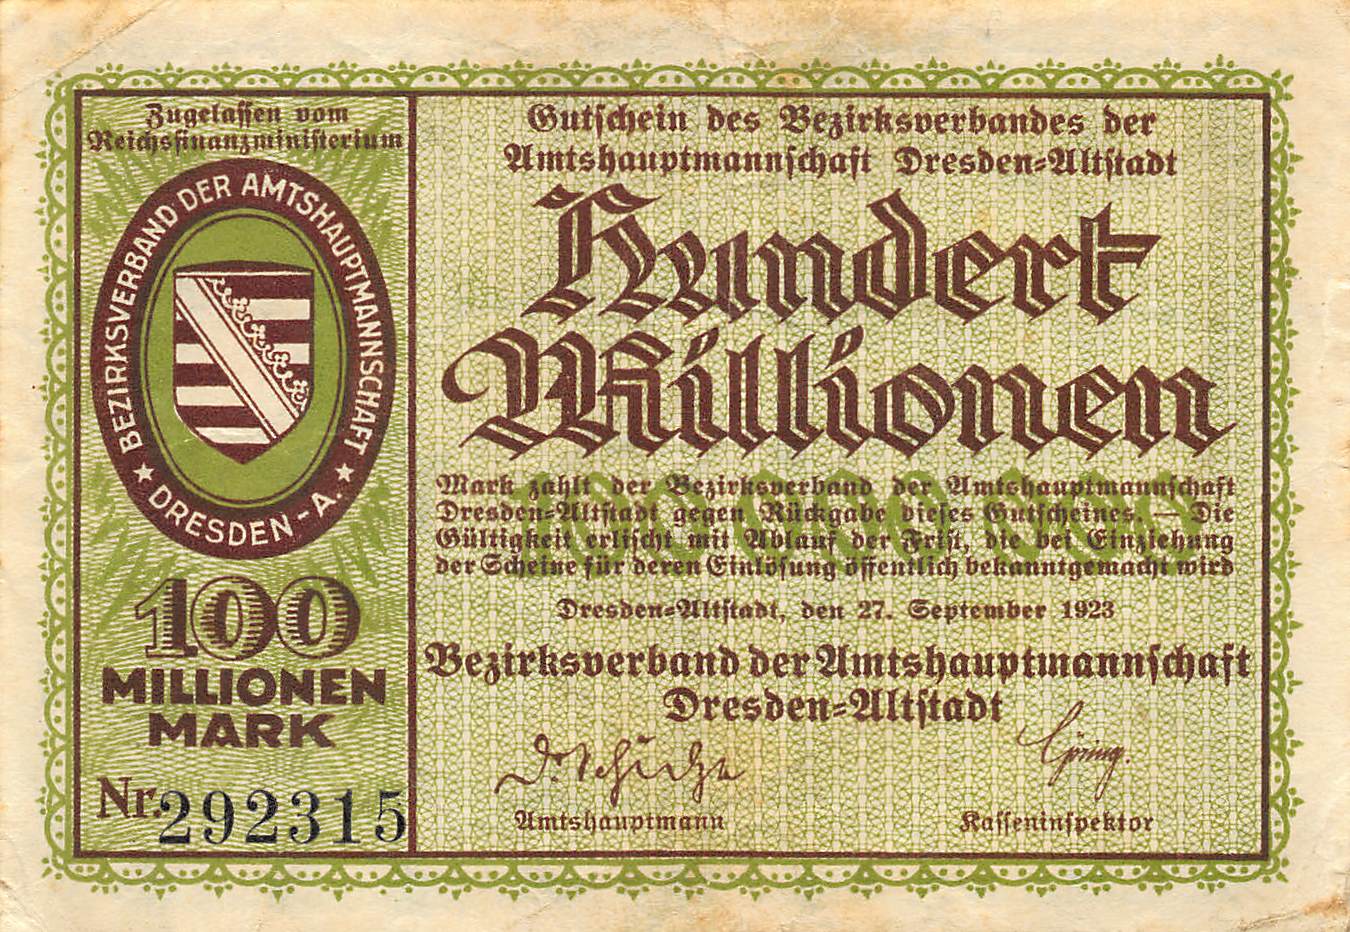 Zugelassen vom
Reichsfinanzministerium
BEZIRKSVERBAND DER AMTSHAUPTMANNSCHAFT
★ DRESDEN-A. ★
100
MILLIONEN
MARK
Nr. 292315
Gutschein des Bezirksverbandes der
Amtshauptmannschaft Dresden-Altstadt
Hundert
Millionen
Mark zahlt der Bezirksverband der Amtshauptmannschaft
Dresden-Altstadt gegen Rückgabe dieses Gutscheines. — Die
Gültigkeit erlischt mit Ablauf der Frist, die bei Einziehung
der Scheine für deren Einlösung öffentlich bekanntgemacht wird
Dresden-Altstadt, den 27. September 1923
Bezirksverband der Amtshauptmannschaft
Dresden-Altstadt
Amtshauptmann
Kasseninspektor